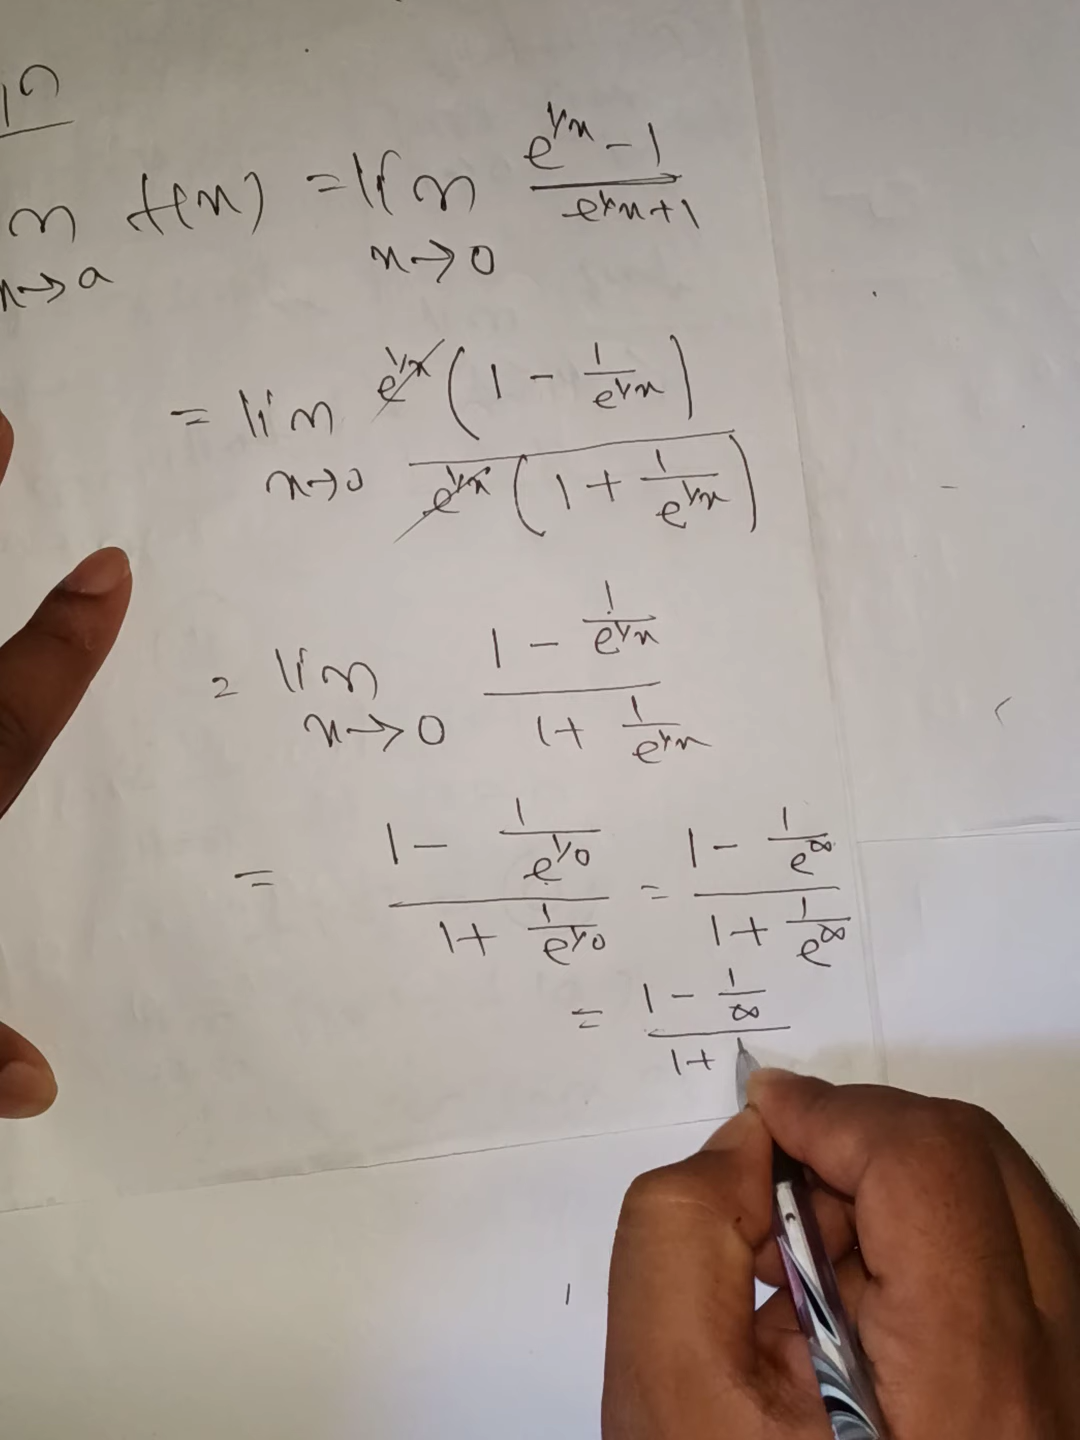 lim f(x) = lim (e^{1/x} - 1)/(e^{1/x} + 1)
x→a x→0
= lim e^{1/x}(1 - 1/e^{1/x}) / e^{1/x}(1 + 1/e^{1/x})
x→0
= lim (1 - 1/e^{1/x})/(1 + 1/e^{1/x})
x→0
= (1 - 1/e^{1/0})/(1 + 1/e^{1/0}) = (1 - 1/e^∞)/(1 + 1/e^∞)
= (1 - 1/∞)/(1 +